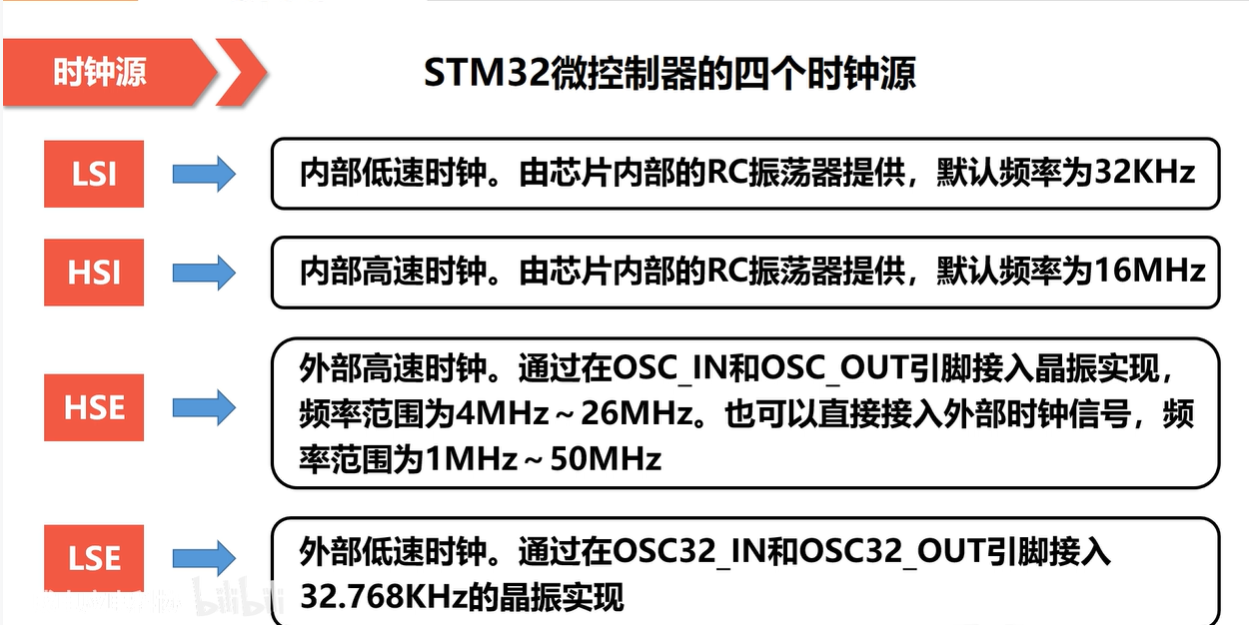 时钟源
STM32微控制器的四个时钟源
LSI
内部低速时钟。由芯片内部的RC振荡器提供，默认频率为32KHz
HSI
内部高速时钟。由芯片内部的RC振荡器提供，默认频率为16MHz
HSE
外部高速时钟。通过在OSC_IN和OSC_OUT引脚接入晶振实现，
频率范围为4MHz～26MHz。也可以直接接入外部时钟信号，频
率范围为1MHz～50MHz
LSE
外部低速时钟。通过在OSC32_IN和OSC32_OUT引脚接入
32.768KHz的晶振实现
bilibili